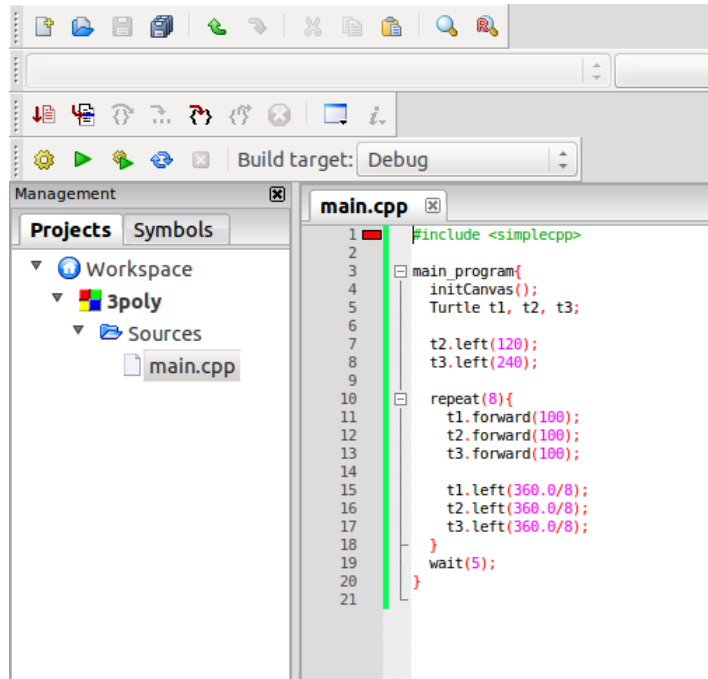 Build target: Debug
Management
Projects Symbols
Workspace
3poly
Sources
main.cpp
main.cpp
1 #include <simplecpp>
2
3 main_program{
4 initCanvas();
5 Turtle t1, t2, t3;
6
7 t2.left(120);
8 t3.left(240);
9
10 repeat(8){
11 t1.forward(100);
12 t2.forward(100);
13 t3.forward(100);
14
15 t1.left(360.0/8);
16 t2.left(360.0/8);
17 t3.left(360.0/8);
18 }
19 wait(5);
20 }
21